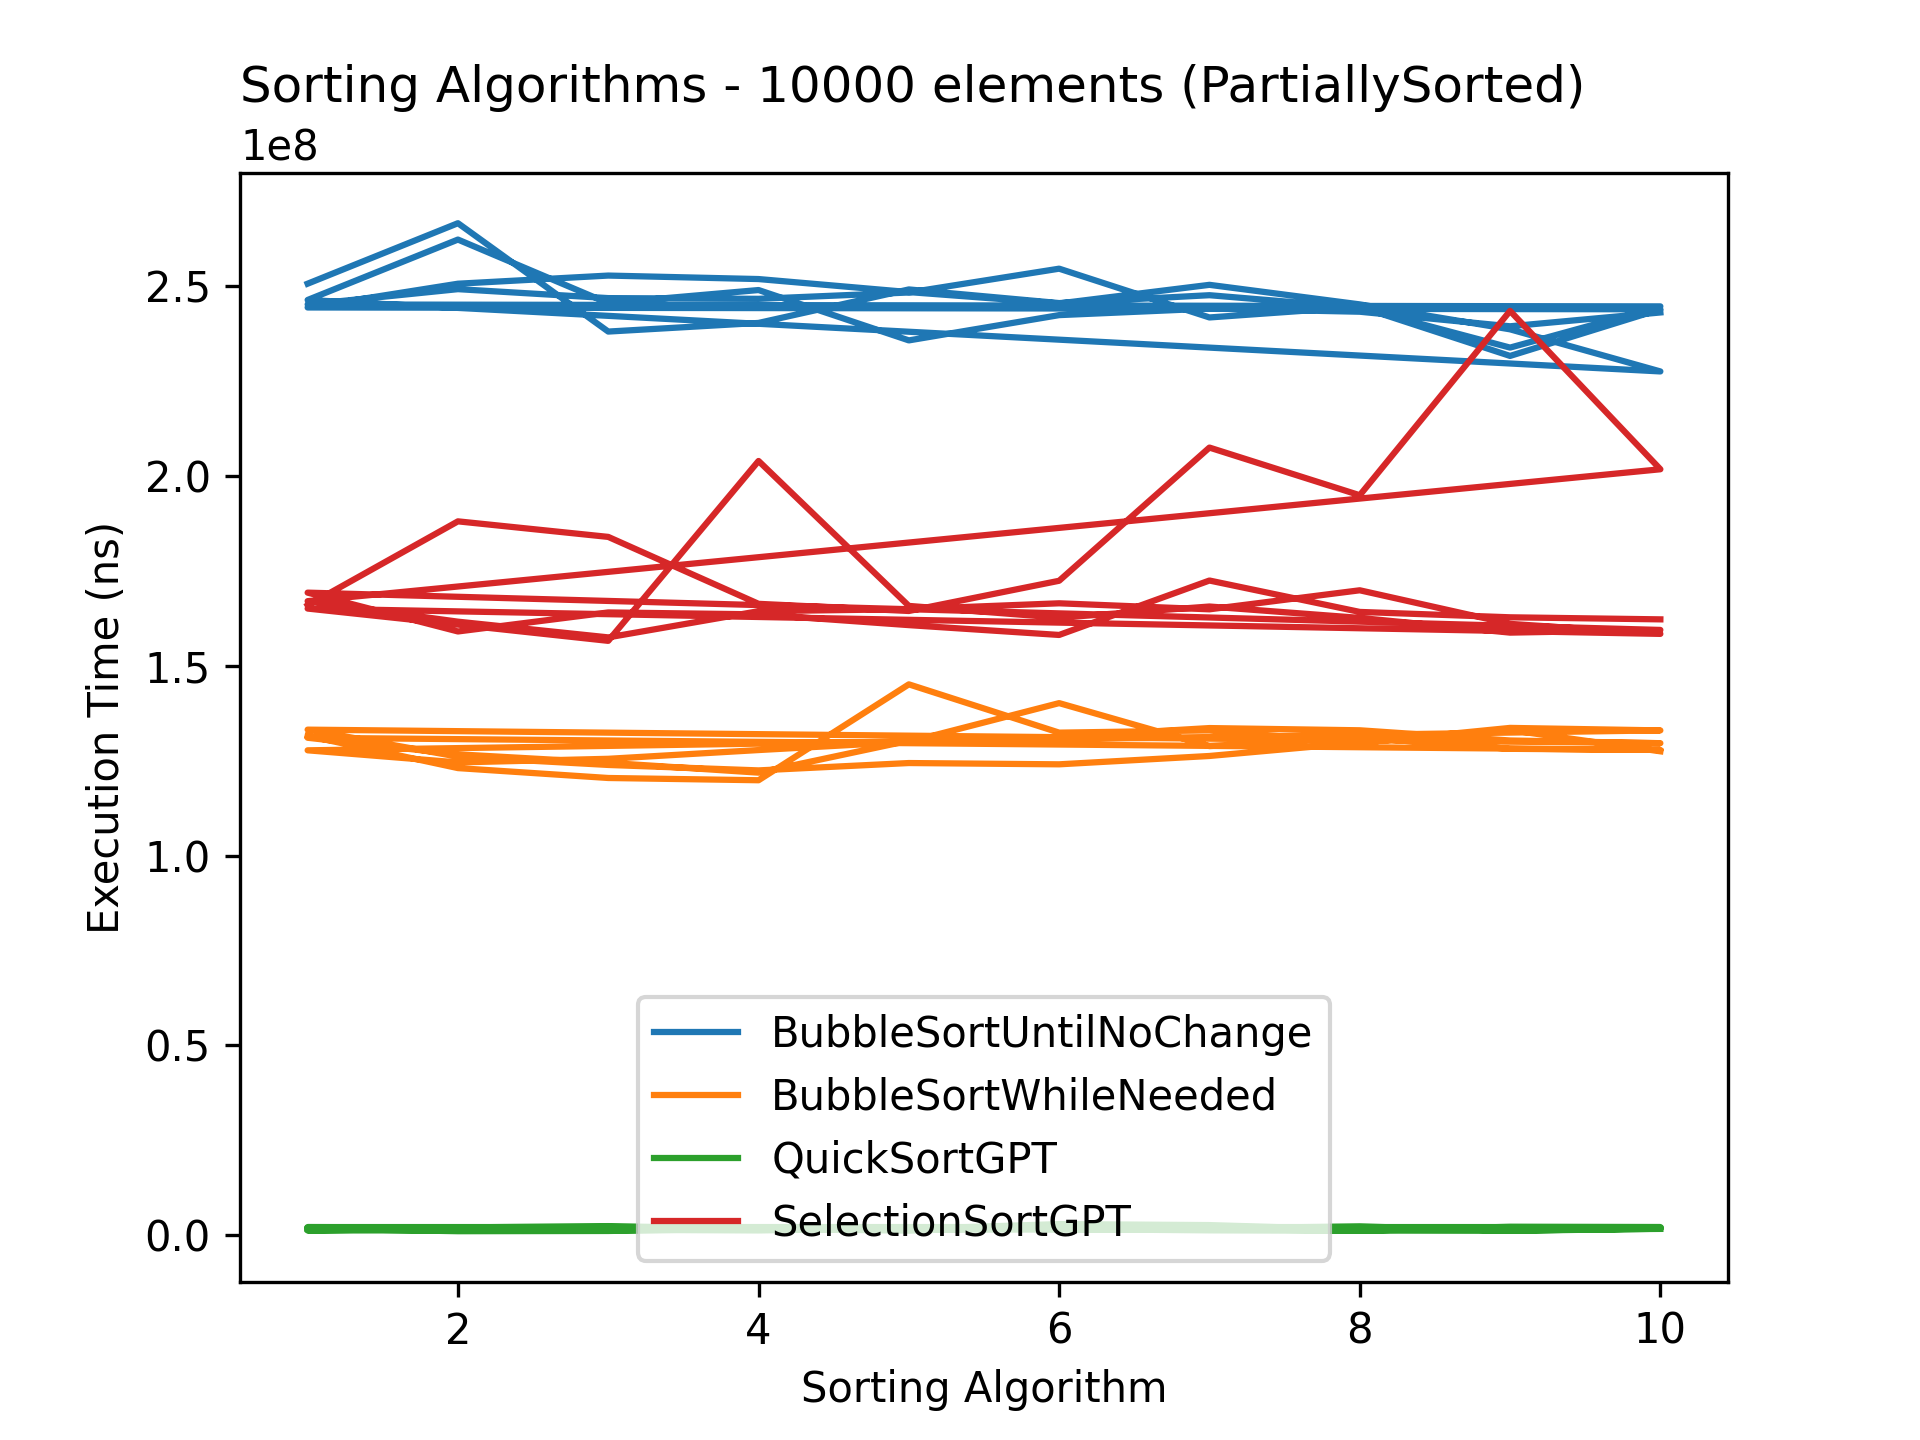 Sorting Algorithms - 10000 elements (PartiallySorted)
1e8
2.5
2.0
1.5
1.0
0.5
0.0
Execution Time (ns)
BubbleSortUntilNoChange
BubbleSortWhileNeeded
QuickSortGPT
SelectionSortGPT
2 4 6 8 10
Sorting Algorithm